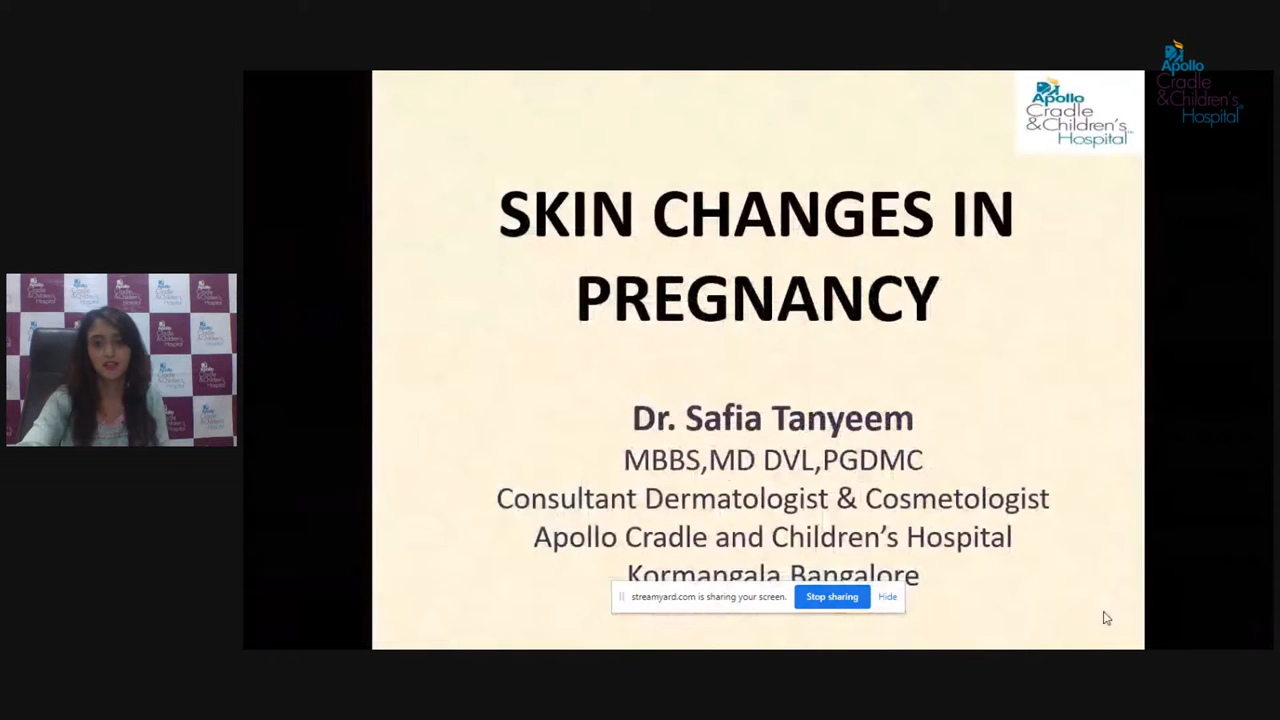 Apollo
Cradle
&Children's
Hospital
Apollo
Cradle
&Children's
Hospital
SKIN CHANGES IN
PREGNANCY
Dr. Safia Tanyeem
MBBS,MD DVL,PGDMC
Consultant Dermatologist & Cosmetologist
Apollo Cradle and Children's Hospital
Kormangala Bangalore
streamyard.com is sharing your screen. Stop sharing Hide